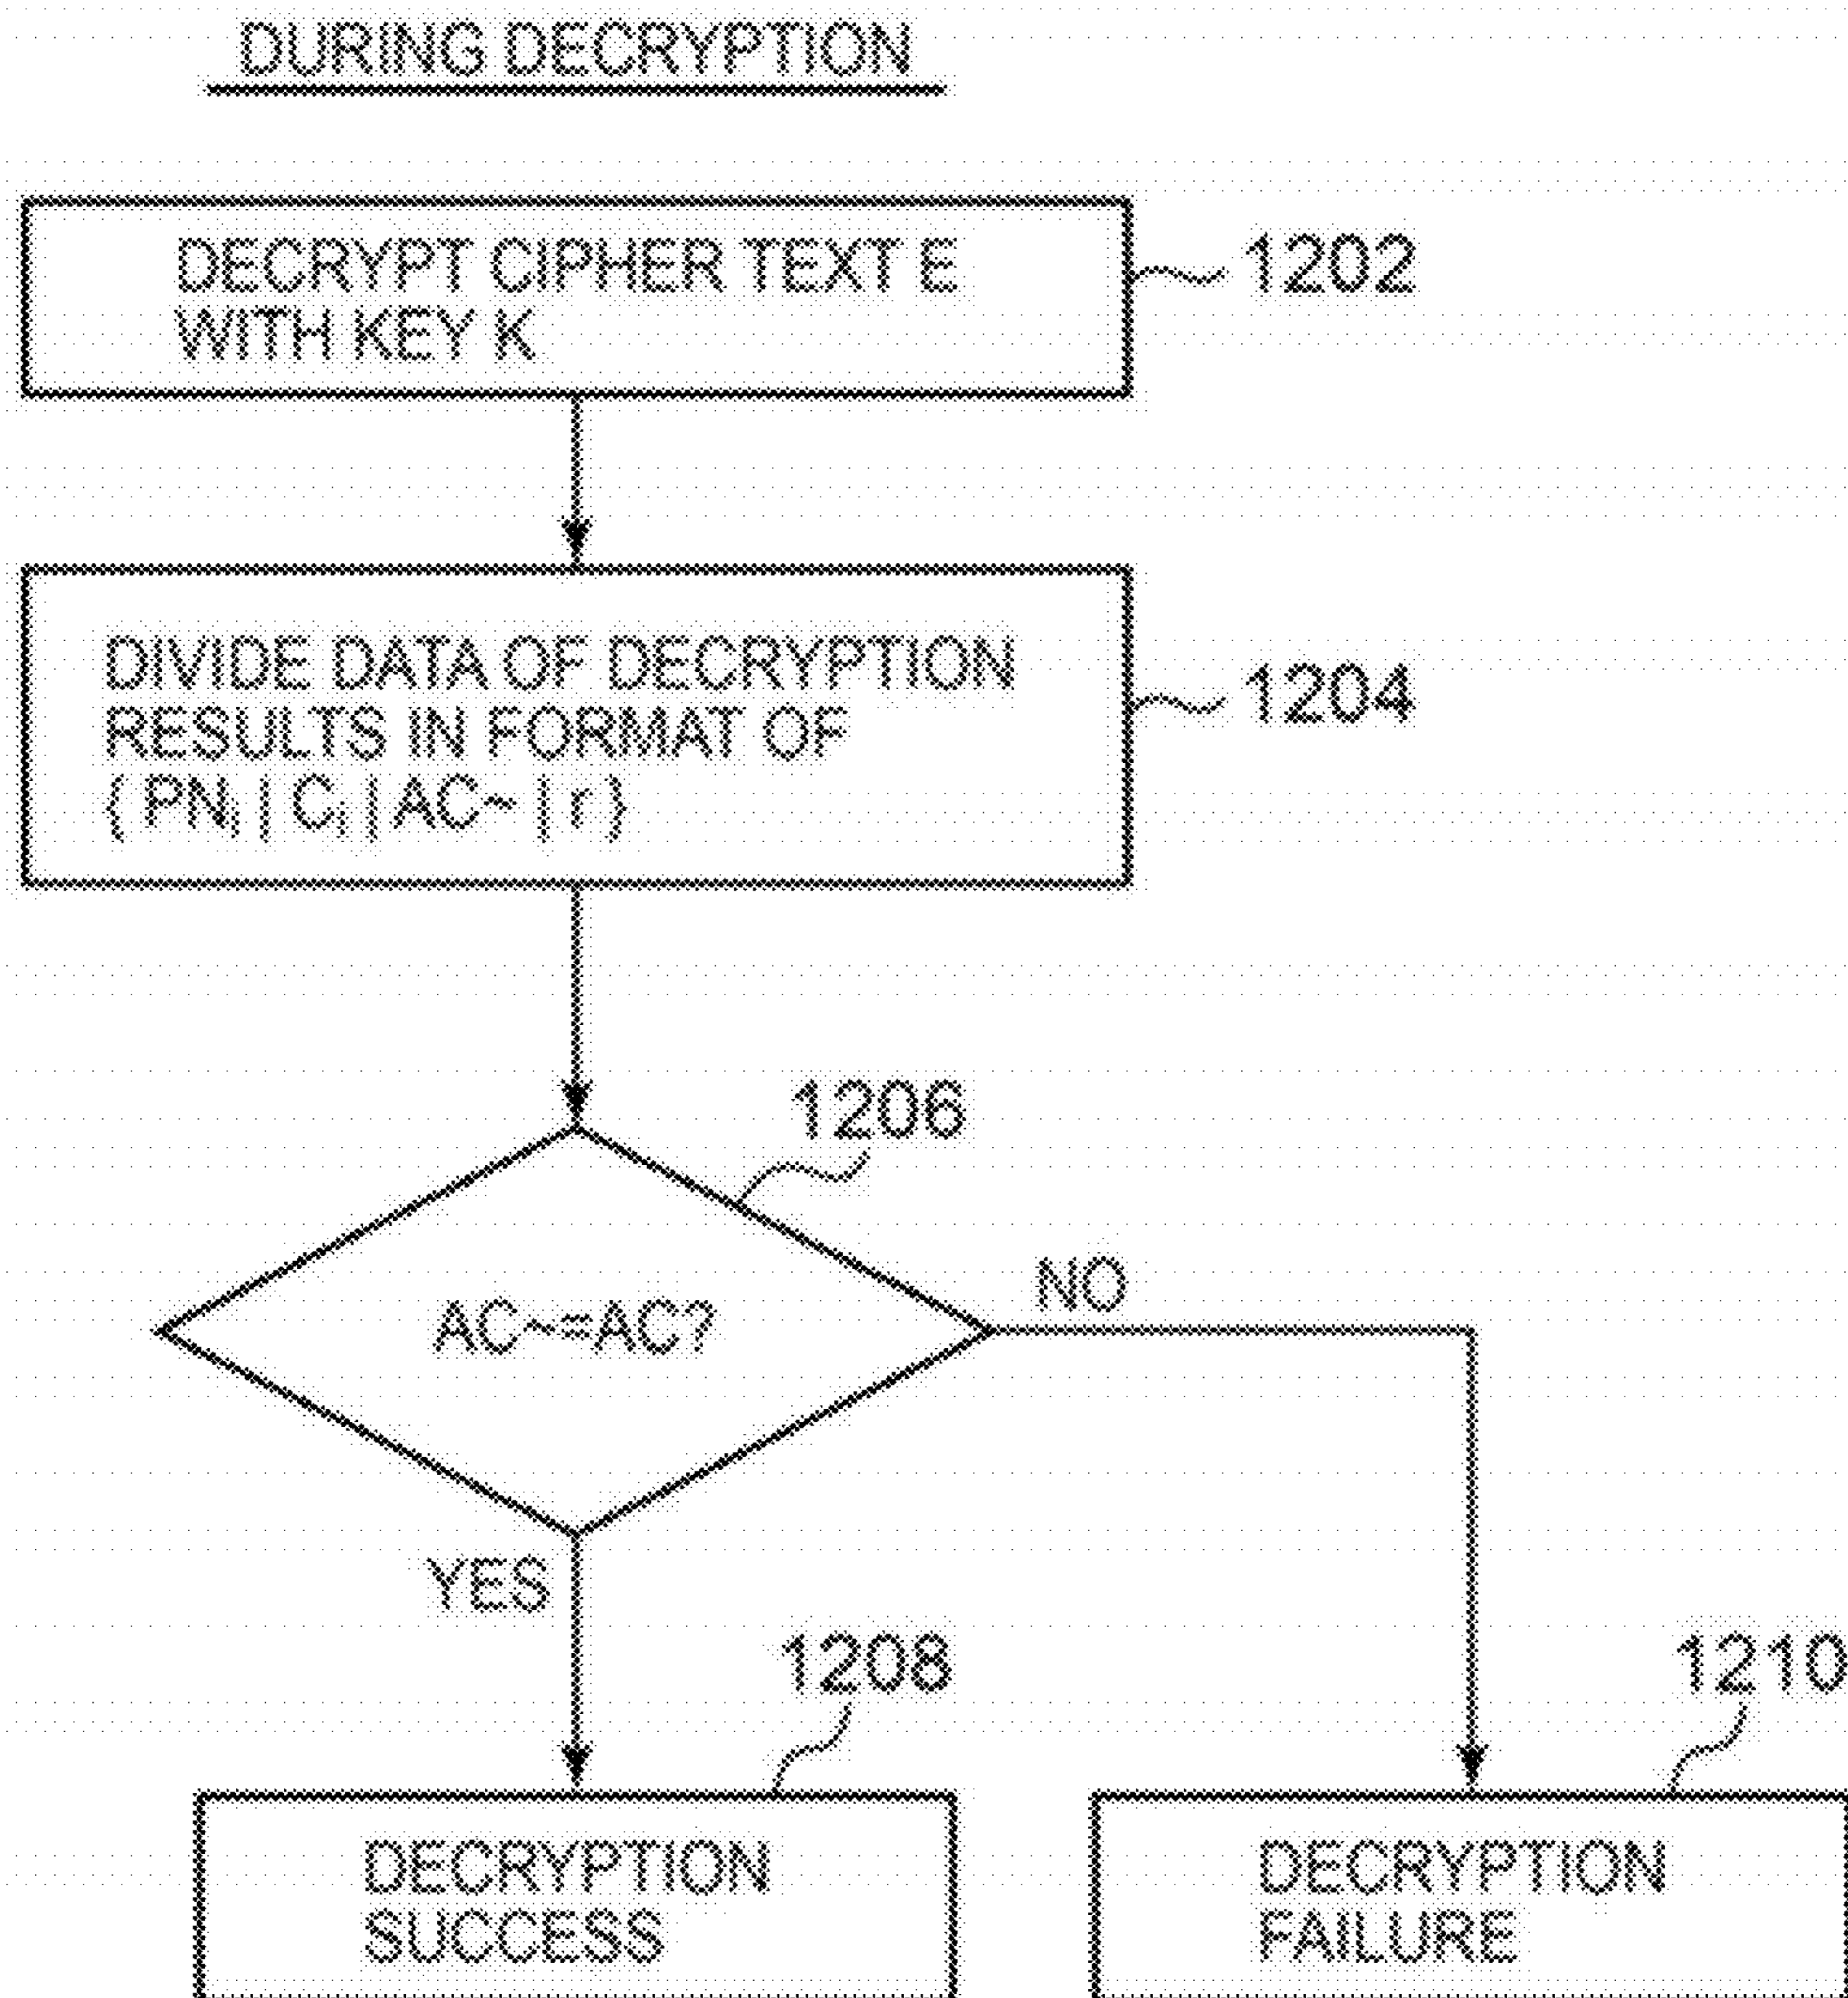 DURING DECRYPTION
DECRYPT CIPHER TEXT E
WITH KEY K
1202
DIVIDE DATA OF DECRYPTION
RESULTS IN FORMAT OF
{ PNi | Ci | AC~ | r }
1204
1206
AC~=AC?
NO
YES
1208
DECRYPTION
SUCCESS
1210
DECRYPTION
FAILURE